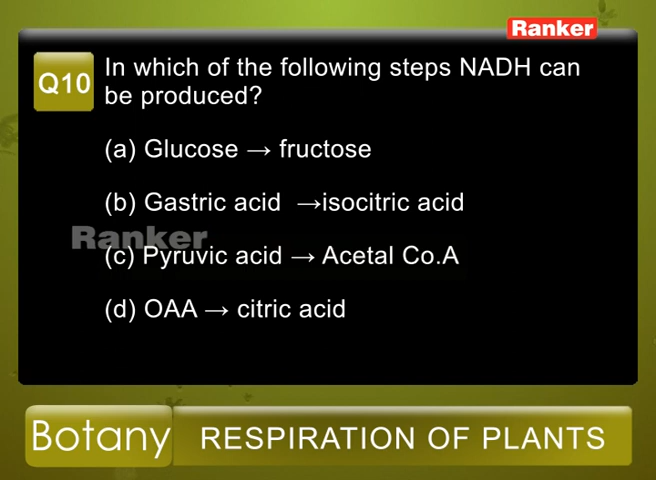 Ranker
Q10
In which of the following steps NADH can
be produced?
(a) Glucose → fructose
(b) Gastric acid →isocitric acid
Ranker
(c) Pyruvic acid → Acetal Co.A
(d) OAA → citric acid
Botany
RESPIRATION OF PLANTS